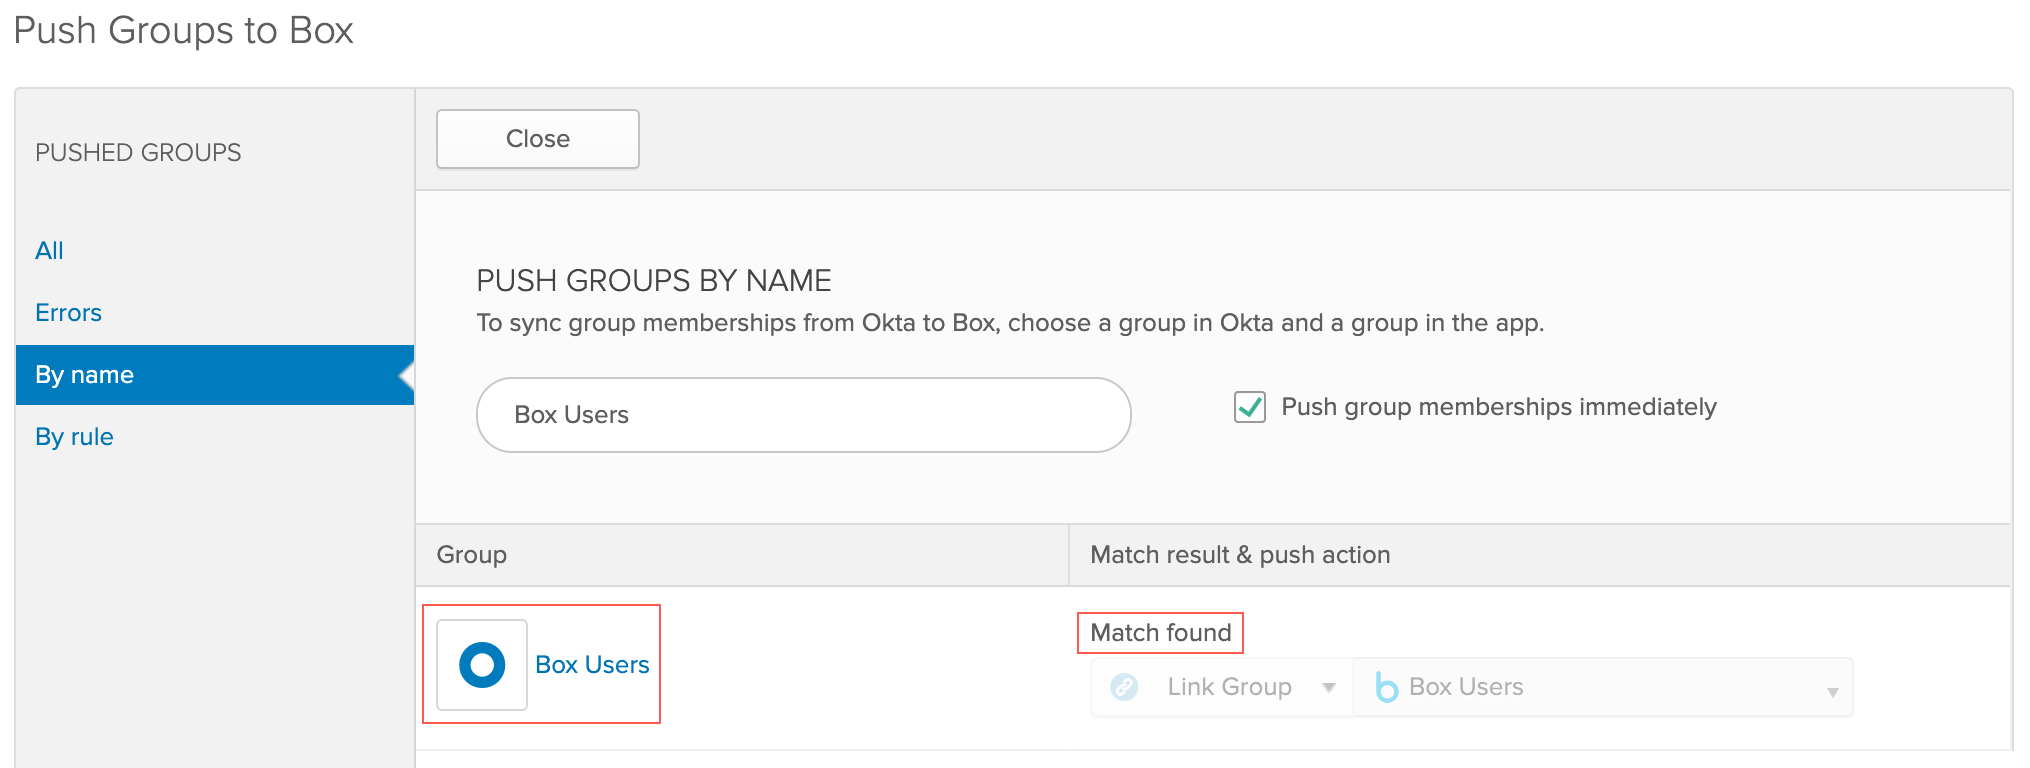 Push Groups to Box
PUSHED GROUPS
All
Errors
By name
By rule
Close
PUSH GROUPS BY NAME
To sync group memberships from Okta to Box, choose a group in Okta and a group in the app.
Box Users
Push group memberships immediately
Group
Match result & push action
Box Users
Match found
Link Group
Box Users